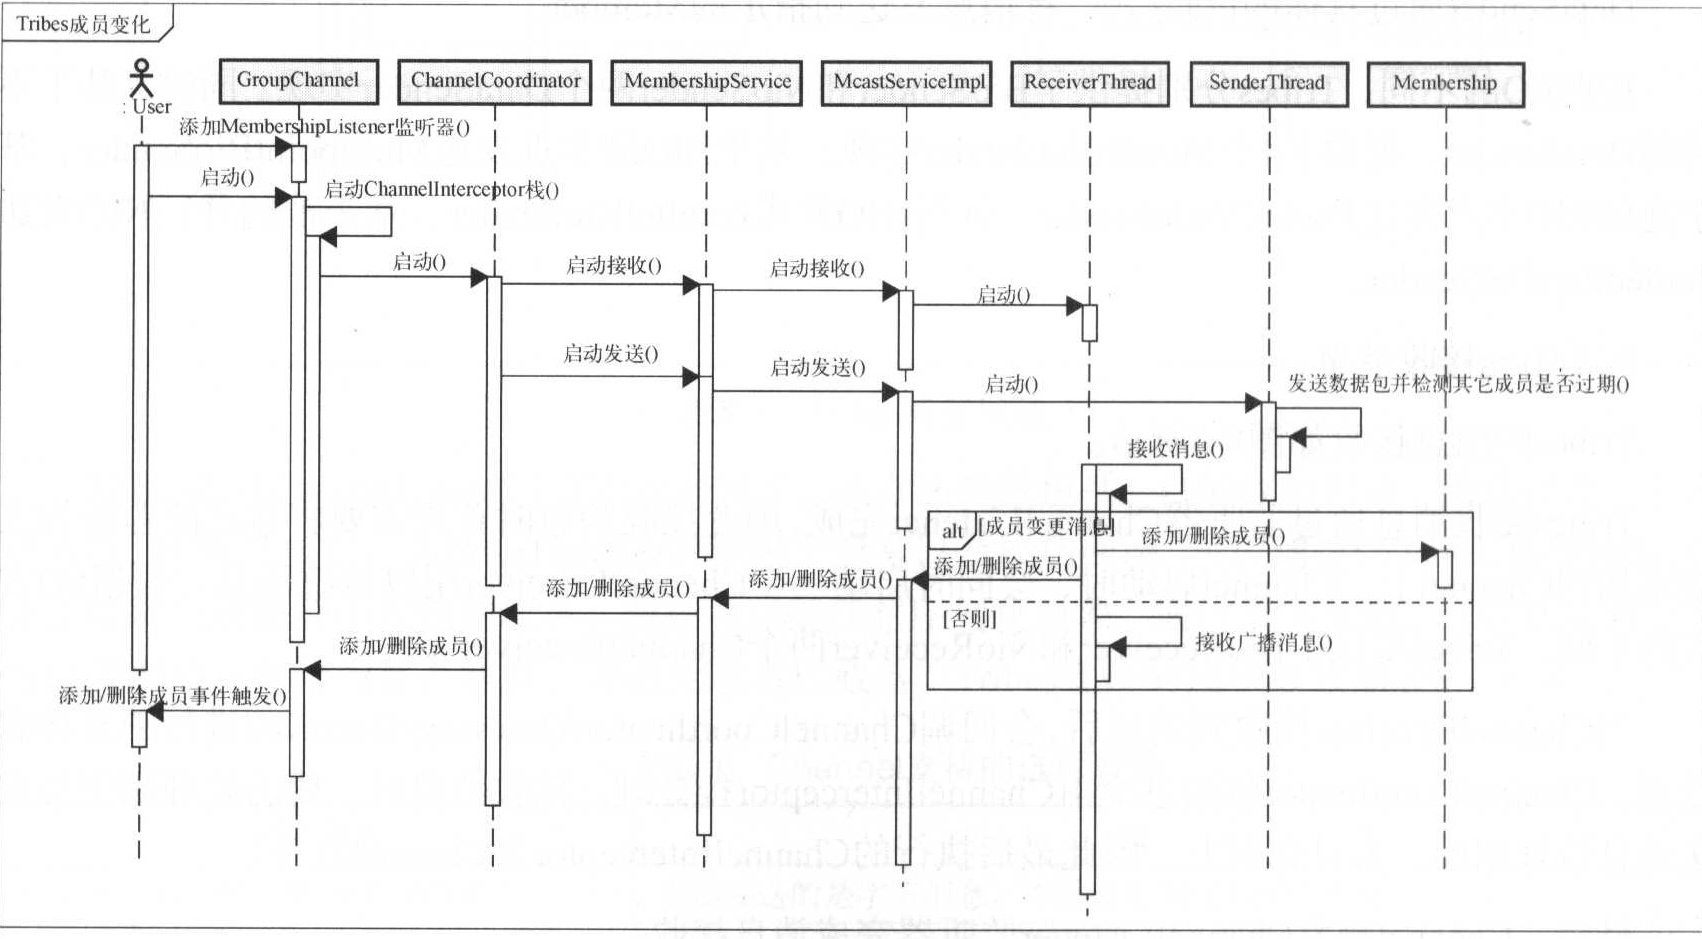 Tribes成员变化
: User
GroupChannel
ChannelCoordinator
MembershipService
McastServiceImpl
ReceiverThread
SenderThread
Membership
添加MembershipListener监听器()
启动()
启动ChannelInterceptor栈()
启动()
启动接收()
启动接收()
启动()
启动发送()
启动发送()
启动()
发送数据包并检测其它成员是否过期()
接收消息()
alt
[成员变更消息]
添加/删除成员()
添加/删除成员()
添加/删除成员()
添加/删除成员()
添加/删除成员()
[否则]
接收广播消息()
添加/删除成员事件触发()